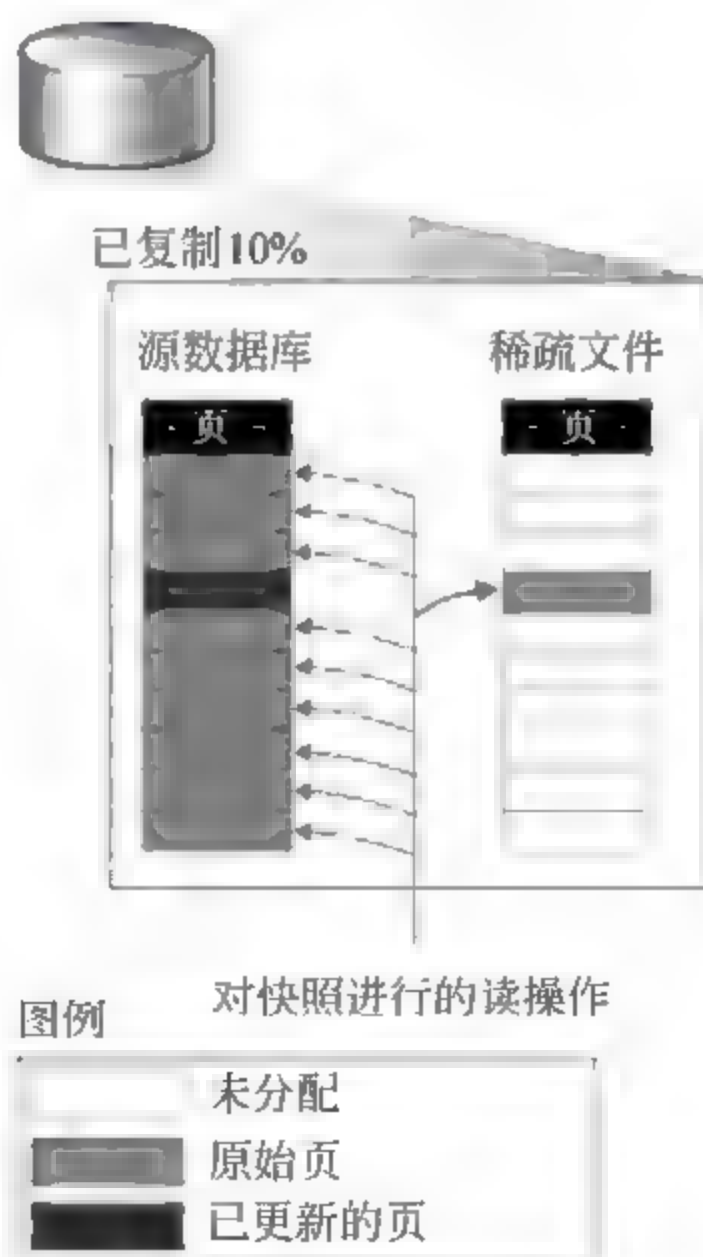 已复制10%
源数据库
稀疏文件
页
页
对快照进行的读操作
图例
未分配
原始页
已更新的页